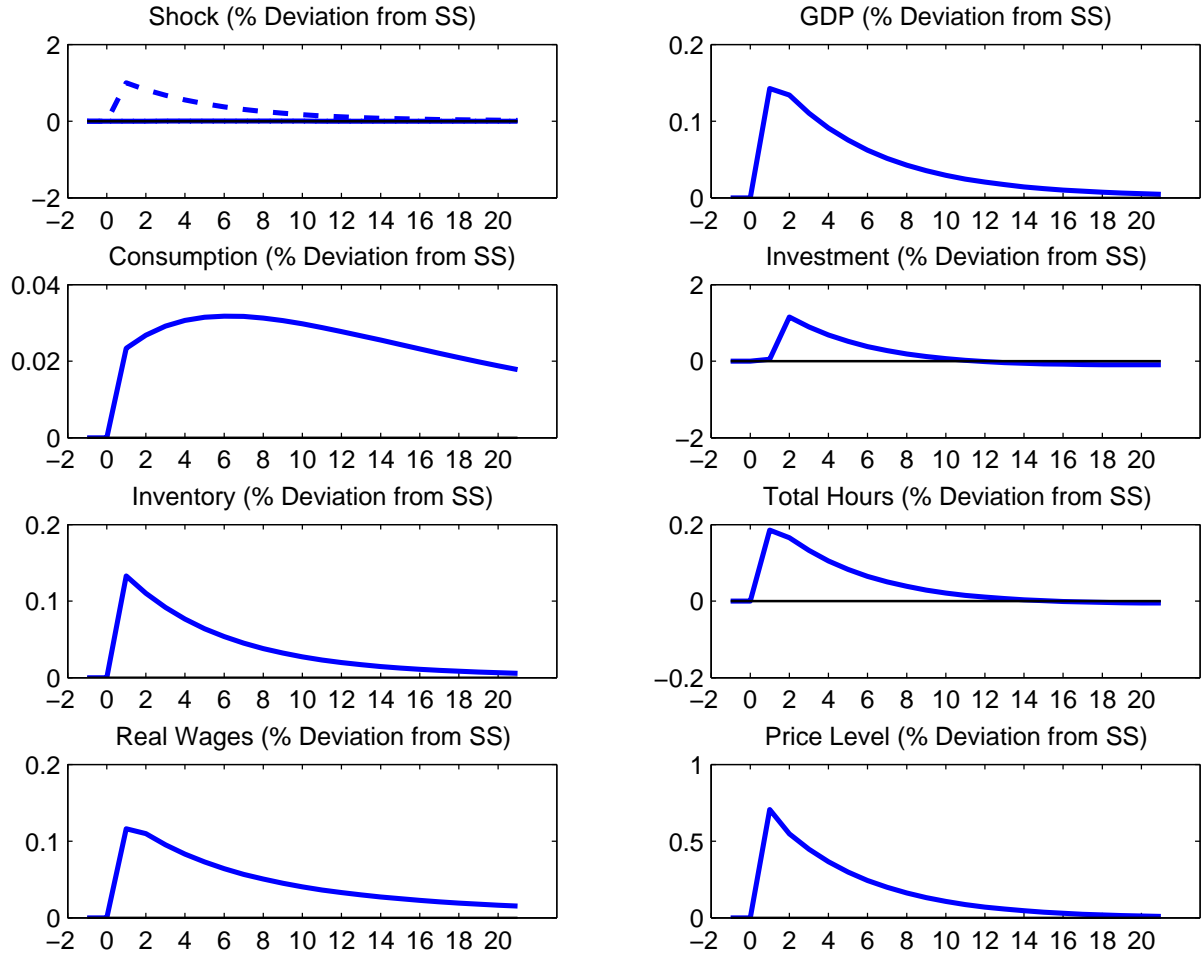 Shock (% Deviation from SS)
2
0
−2
−2 0 2 4 6 8 10 12 14 16 18 20
GDP (% Deviation from SS)
0.2
0.1
0
−2 0 2 4 6 8 10 12 14 16 18 20
Consumption (% Deviation from SS)
0.04
0.02
0
−2 0 2 4 6 8 10 12 14 16 18 20
Investment (% Deviation from SS)
2
0
−2
−2 0 2 4 6 8 10 12 14 16 18 20
Inventory (% Deviation from SS)
0.2
0.1
0
−2 0 2 4 6 8 10 12 14 16 18 20
Total Hours (% Deviation from SS)
0.2
0
−0.2
−2 0 2 4 6 8 10 12 14 16 18 20
Real Wages (% Deviation from SS)
0.2
0.1
0
−2 0 2 4 6 8 10 12 14 16 18 20
Price Level (% Deviation from SS)
1
0.5
0
−2 0 2 4 6 8 10 12 14 16 18 20